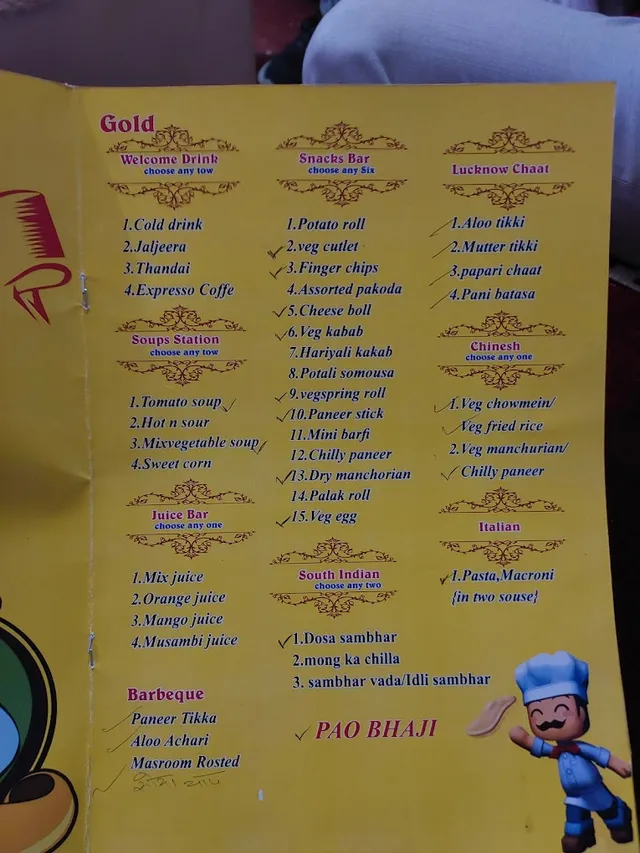 Gold
Welcome Drink
choose any tow
1.Cold drink
2.Jaljeera
3.Thandai
4.Expresso Coffe
Soups Station
choose any tow
1.Tomato soup
2.Hot n sour
3.Mixvegetable soup
4.Sweet corn
Juice Bar
choose any one
1.Mix juice
2.Orange juice
3.Mango juice
4.Musambi juice
Barbeque
Paneer Tikka
Aloo Achari
Masroom Rosted
सोया चाप
Snacks Bar
choose any Six
1.Potato roll
2.veg cutlet
3.Finger chips
4.Assorted pakoda
5.Cheese boll
6.Veg kabab
7.Hariyali kakab
8.Potali somousa
9.vegspring roll
10.Paneer stick
11.Mini barfi
12.Chilly paneer
13.Dry manchorian
14.Palak roll
15.Veg egg
South Indian
choose any two
1.Dosa sambhar
2.mong ka chilla
3. sambhar vada/Idli sambhar
PAO BHAJI
Lucknow Chaat
1.Aloo tikki
2.Mutter tikki
3.papari chaat
4.Pani batasa
Chinesh
choose any one
1.Veg chowmein/
Veg fried rice
2.Veg manchurian/
Chilly paneer
Italian
1.Pasta,Macroni
{in two souse}